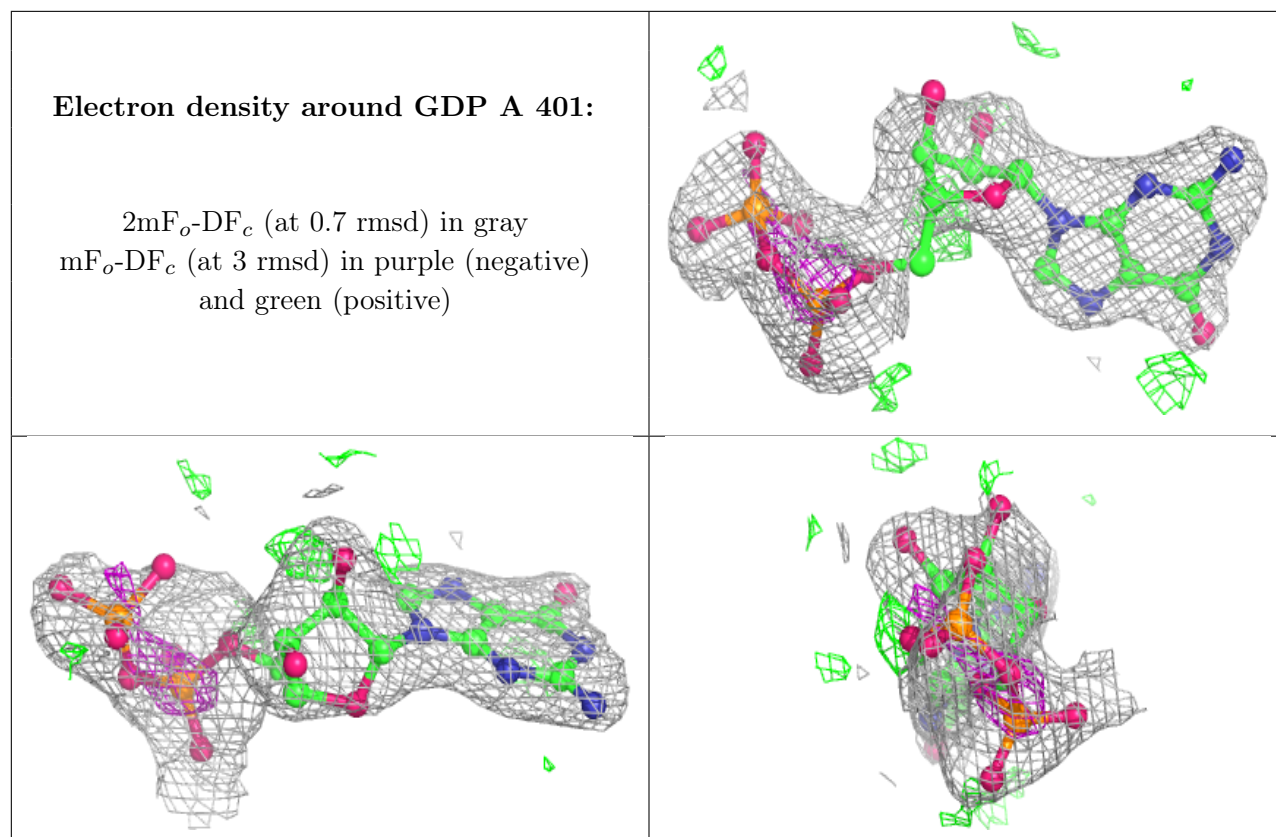 Electron density around GDP A 401:
2mFₒ-DF𝒸 (at 0.7 rmsd) in gray
mFₒ-DF𝒸 (at 3 rmsd) in purple (negative)
and green (positive)